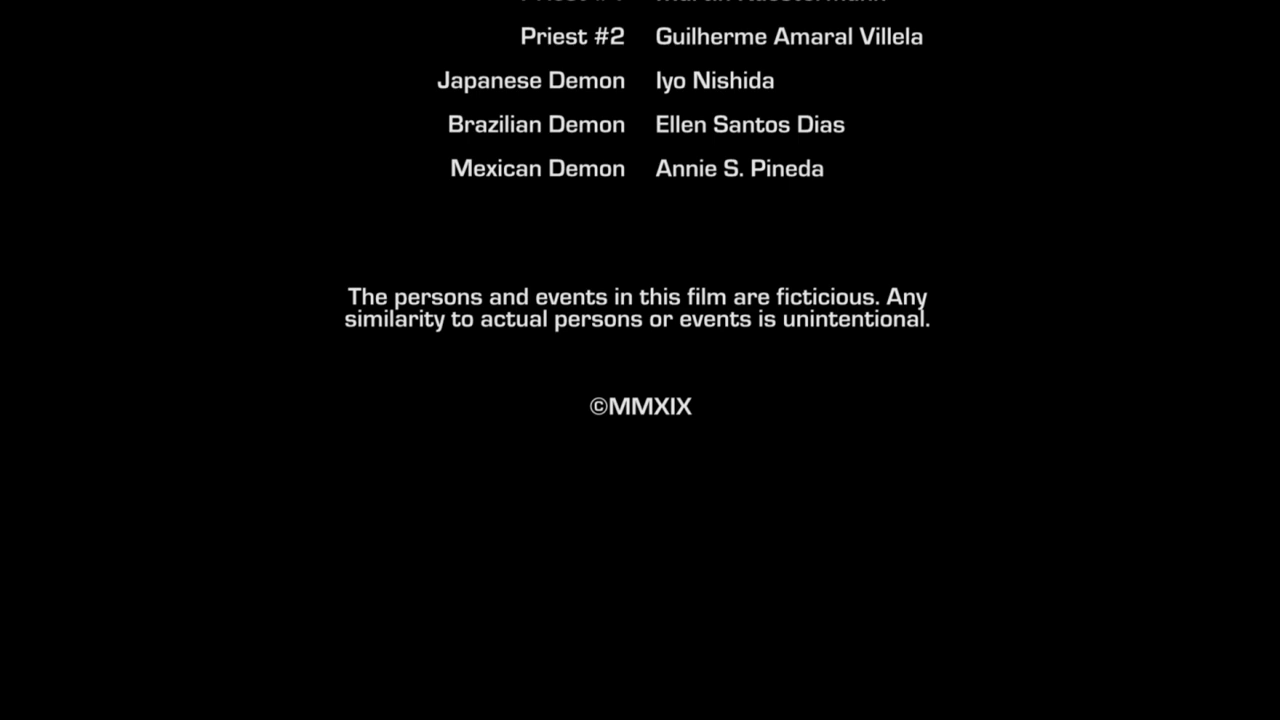 Priest #2 Guilherme Amaral Villela
Japanese Demon Iyo Nishida
Brazilian Demon Ellen Santos Dias
Mexican Demon Annie S. Pineda
The persons and events in this film are ficticious. Any
similarity to actual persons or events is unintentional.
©MMXIX